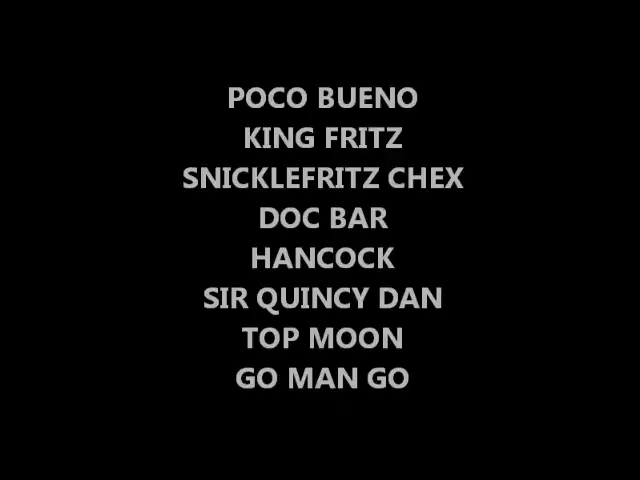 POCO BUENO
KING FRITZ
SNICKLEFRITZ CHEX
DOC BAR
HANCOCK
SIR QUINCY DAN
TOP MOON
GO MAN GO